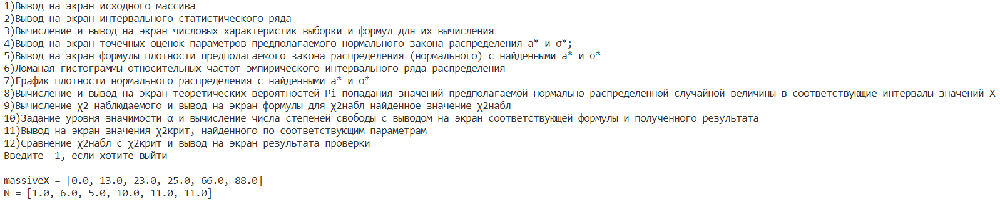 1)Вывод на экран исходного массива
2)Вывод на экран интервального статистического ряда
3)Вычисление и вывод на экран числовых характеристик выборки и формул для их вычисления
4)Вывод на экран точечных оценок параметров предполагаемого нормального закона распределения a* и σ*;
5)Вывод на экран формулы плотности предполагаемого закона распределения (нормального) с найденными a* и σ*
6)Ломаная гистограммы относительных частот эмпирического интервального ряда распределения
7)График плотности нормального распределения с найденными a* и σ*
8)Вычисление и вывод на экран теоретических вероятностей Pi попадания значений предполагаемой нормально распределенной случайной величины в соответствующие интервалы значений X
9)Вычисление χ2 наблюдаемого и вывод на экран формулы для χ2набл найденное значение χ2набл
10)Задание уровня значимости α и вычисление числа степеней свободы с выводом на экран соответствующей формулы и полученного результата
11)Вывод на экран значения χ2крит, найденного по соответствующим параметрам
12)Сравнение χ2набл с χ2крит и вывод на экран результата проверки
Введите -1, если хотите выйти
massiveX = [0.0, 13.0, 23.0, 25.0, 66.0, 88.0]
N = [1.0, 6.0, 5.0, 10.0, 11.0, 11.0]